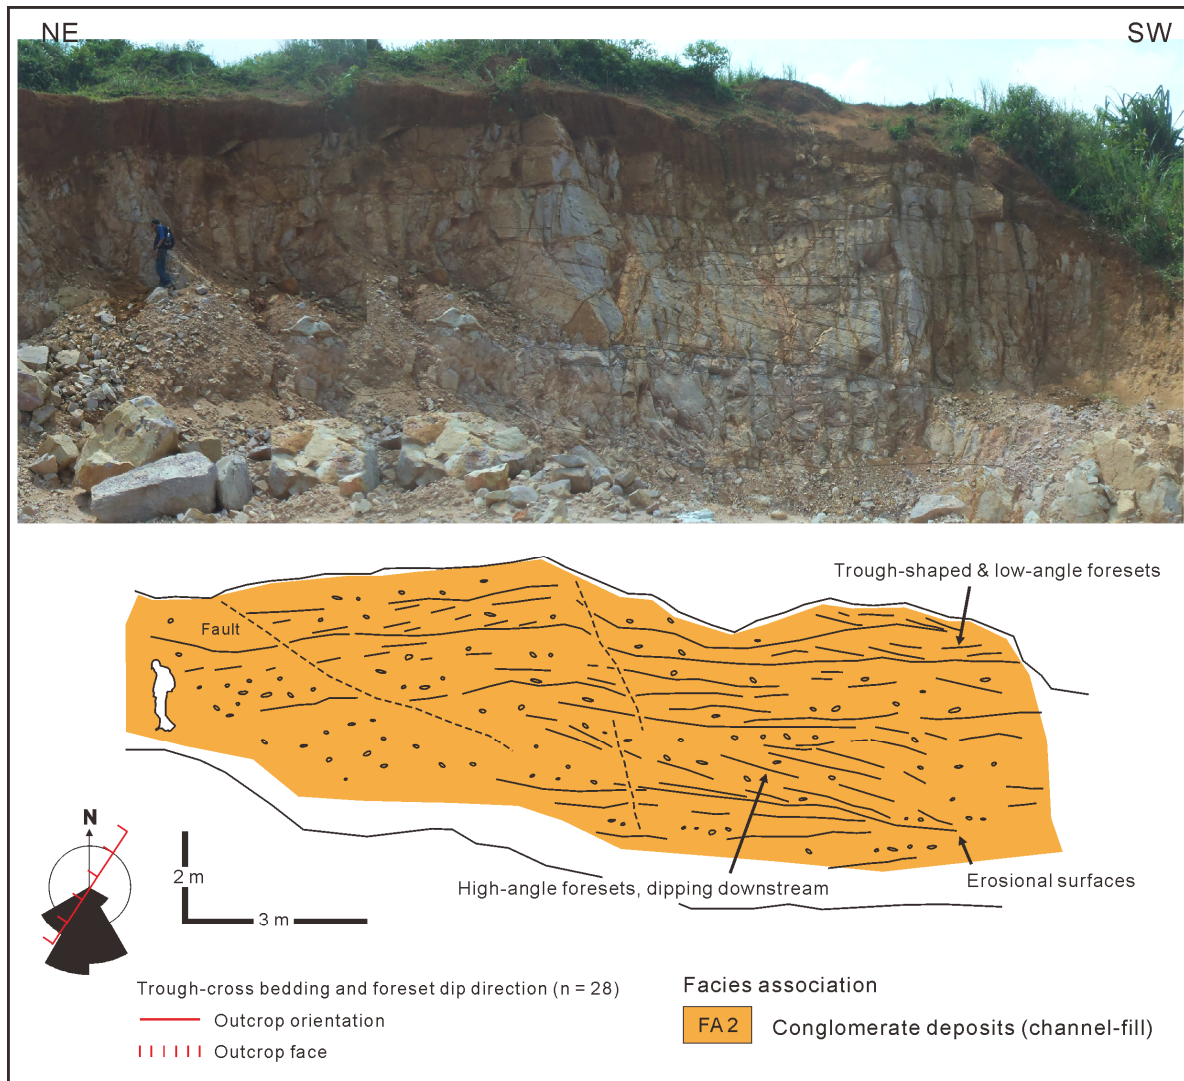 NE
SW
Trough-shaped & low-angle foresets
Fault
N
2 m
3 m
High-angle foresets, dipping downstream
Erosional surfaces
Trough-cross bedding and foreset dip direction (n = 28)
Outcrop orientation
Outcrop face
Facies association
FA 2
Conglomerate deposits (channel-fill)